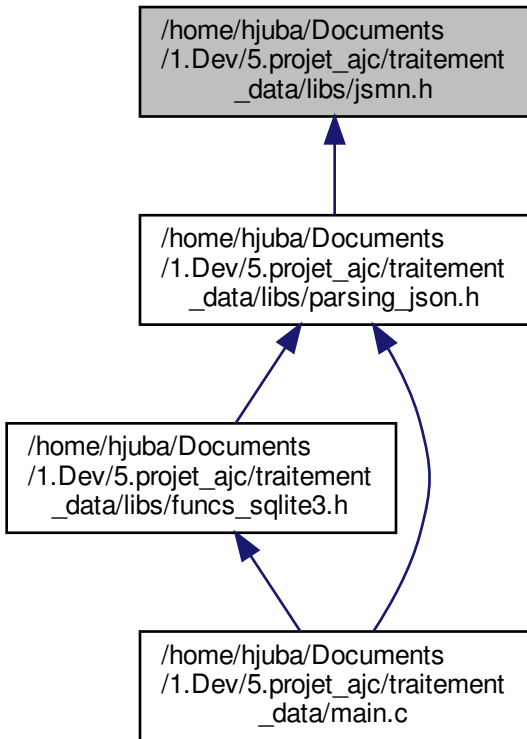 /home/hjuba/Documents
/1.Dev/5.projet_ajc/traitement
_data/libs/jsmn.h
/home/hjuba/Documents
/1.Dev/5.projet_ajc/traitement
_data/libs/parsing_json.h
/home/hjuba/Documents
/1.Dev/5.projet_ajc/traitement
_data/libs/funcs_sqlite3.h
/home/hjuba/Documents
/1.Dev/5.projet_ajc/traitement
_data/main.c